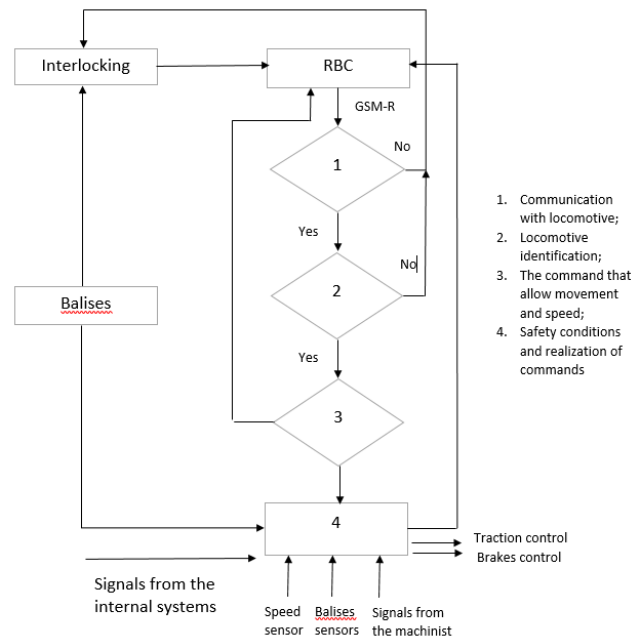 Interlocking
RBC
GSM-R
1
No
Yes
2
No
Yes
Balises
3
4
1. Communication
with locomotive;
2. Locomotive
identification;
3. The command that
allow movement
and speed;
4. Safety conditions
and realization of
commands
Traction control
Brakes control
Signals from the
internal systems
Speed
sensor
Balises
sensors
Signals from
the machinist